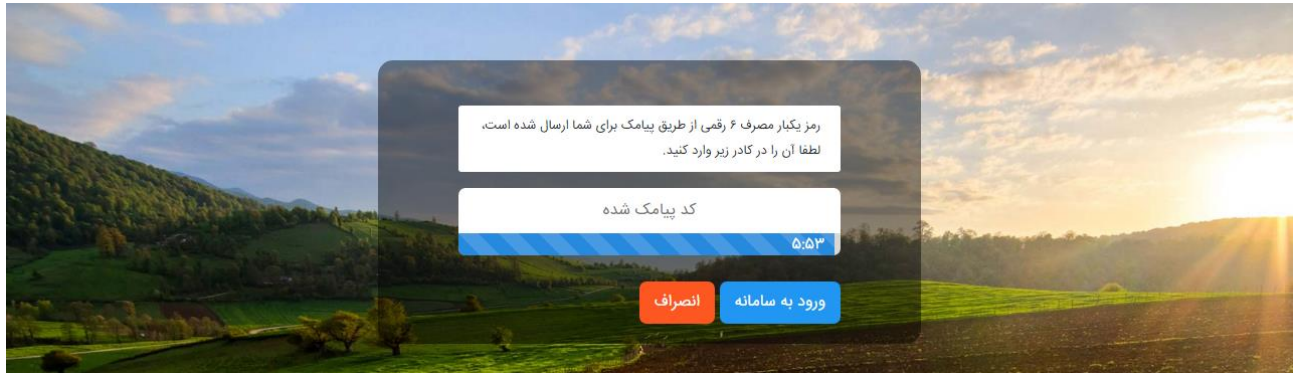 رمز یکبار مصرف ۶ رقمی از طریق پیامک برای شما ارسال شده است،
لطفا آن را در کادر زیر وارد کنید.
کد پیامک شده
۵:۵۳
ورود به سامانه
انصراف